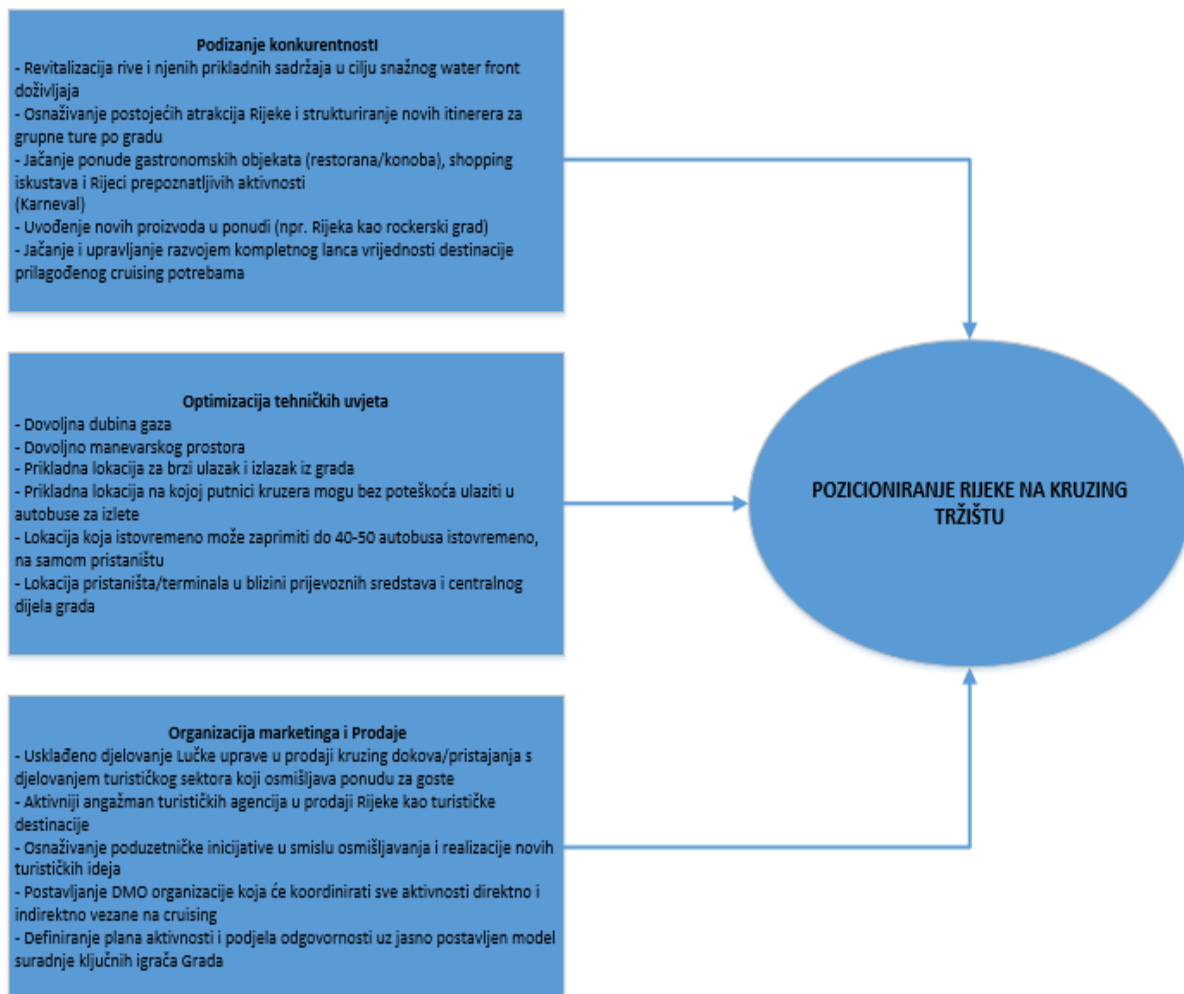 Podizanje konkurentnostI
- Revitalizacija rive i njenih prikladnih sadržaja u cilju snažnog water front
doživljaja
- Osnaživanje postojećih atrakcija Rijeke i strukturiranje novih itinerera za
grupne ture po gradu
- Jačanje ponude gastronomskih objekata (restorana/konoba), shopping
iskustava i Rijeci prepoznatljivih aktivnosti
(Karneval)
- Uvođenje novih proizvoda u ponudi (npr. Rijeka kao rockerski grad)
- Jačanje i upravljanje razvojem kompletnog lanca vrijednosti destinacije
prilagođenog cruising potrebama
Optimizacija tehničkih uvjeta
- Dovoljna dubina gaza
- Dovoljno manevarskog prostora
- Prikladna lokacija za brzi ulazak i izlazak iz grada
- Prikladna lokacija na kojoj putnici kruzera mogu bez poteškoća ulaziti u
autobuse za izlete
- Lokacija koja istovremeno može zaprimiti do 40-50 autobusa istovremeno,
na samom pristaništu
- Lokacija pristaništa/terminala u blizini prijevoznih sredstava i centralnog
dijela grada
Organizacija marketinga i Prodaje
- Usklađeno djelovanje Lučke uprave u prodaji kruzing dokova/pristajanja s
djelovanjem turističkog sektora koji osmišljava ponudu za goste
- Aktivniji angažman turističkih agencija u prodaji Rijeke kao turističke
destinacije
- Osnaživanje poduzetničke inicijative u smislu osmišljavanja i realizacije novih
turističkih ideja
- Postavljanje DMO organizacije koja će koordinirati sve aktivnosti direktno i
indirektno vezane na cruising
- Definiranje plana aktivnosti i podjela odgovornosti uz jasno postavljen model
suradnje ključnih igrača Grada
POZICIONIRANJE RIJEKE NA KRUZING
TRŽIŠTU